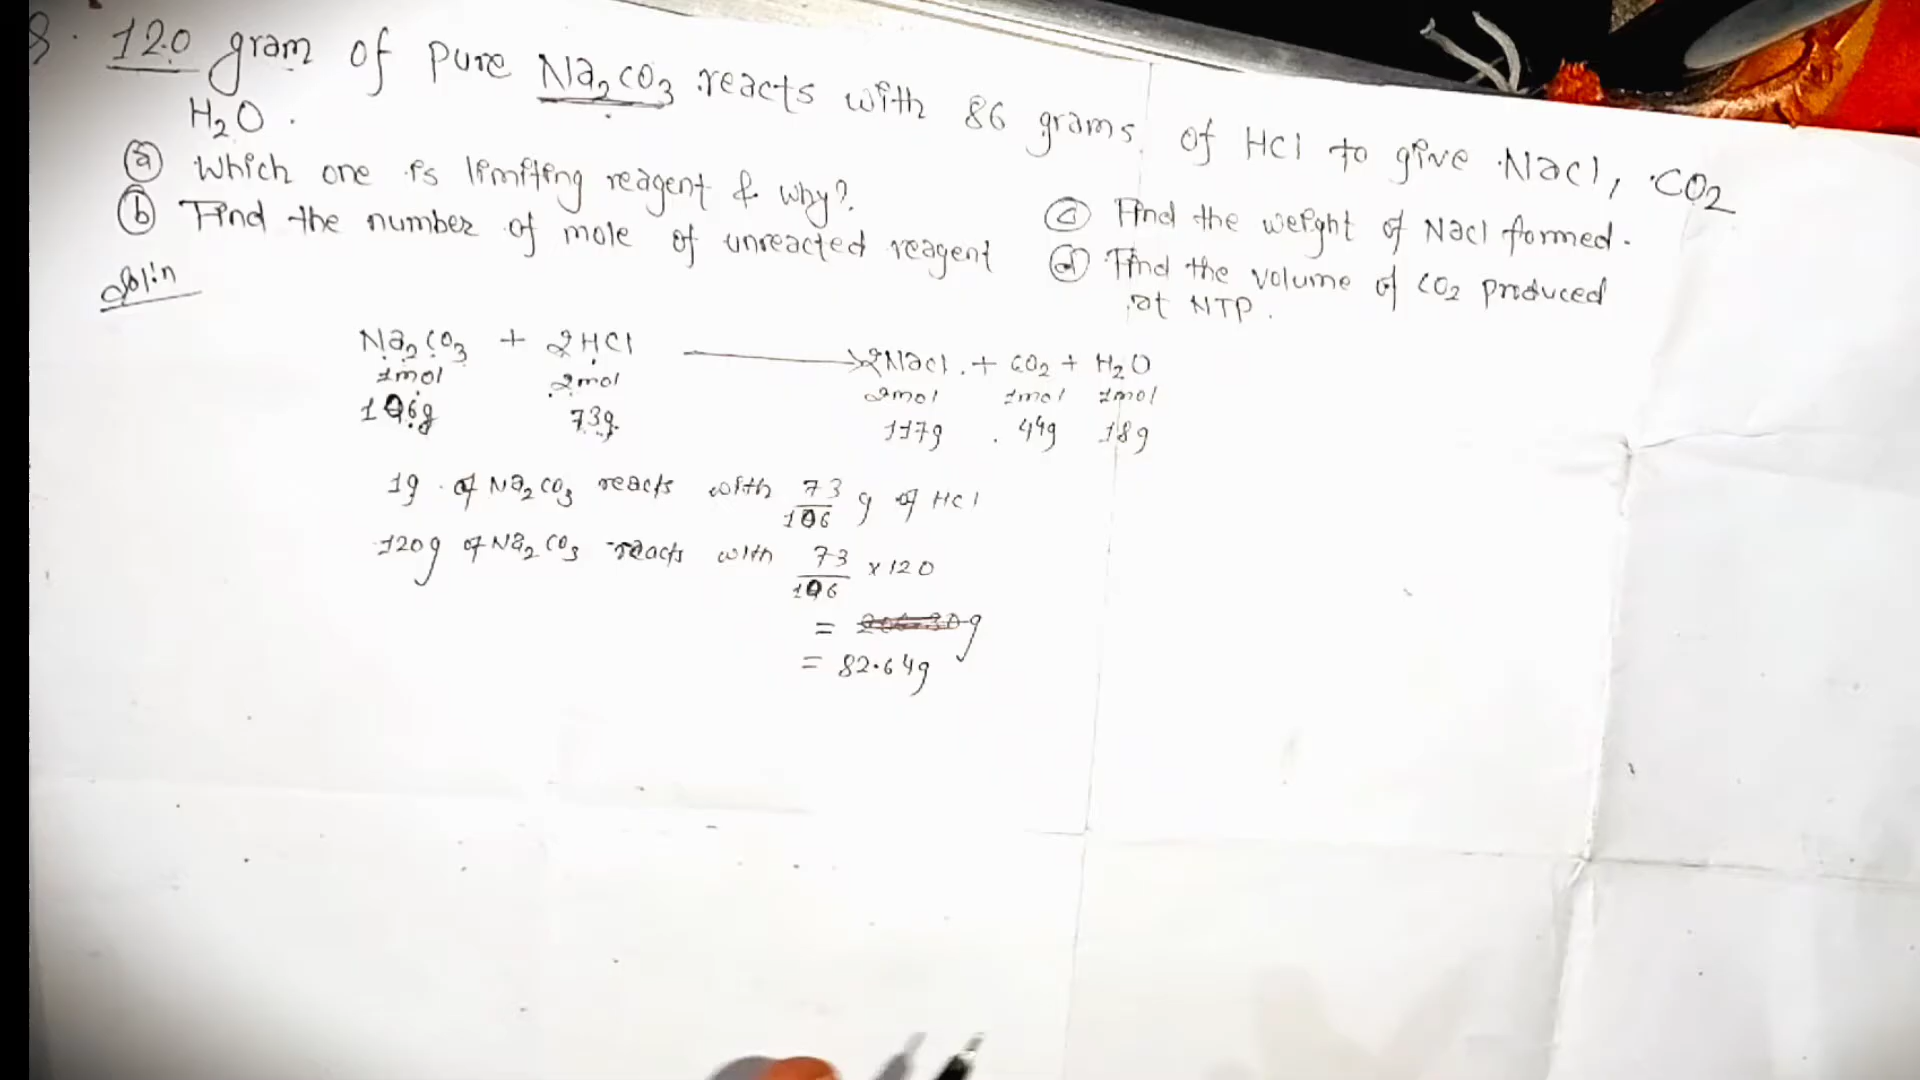 120 gram of pure Na₂CO₃ reacts with 86 grams of HCl to give NaCl, CO₂
H₂O.
(a) Which one is limiting reagent & why?
(b) Find the number of mole of unreacted reagent
(c) Find the weight of NaCl formed.
(d) Find the volume of CO₂ produced
at NTP.
Sol:n
Na₂CO₃ + 2HCl ⟶ 2NaCl + CO₂ + H₂O
1mol 2mol 2mol 1mol 1mol
106g 73g 117g 44g 18g
1g of Na₂CO₃ reacts with 73/106 g of HCl
120g of Na₂CO₃ reacts with 73/106 x 120
= g
= 82.64g